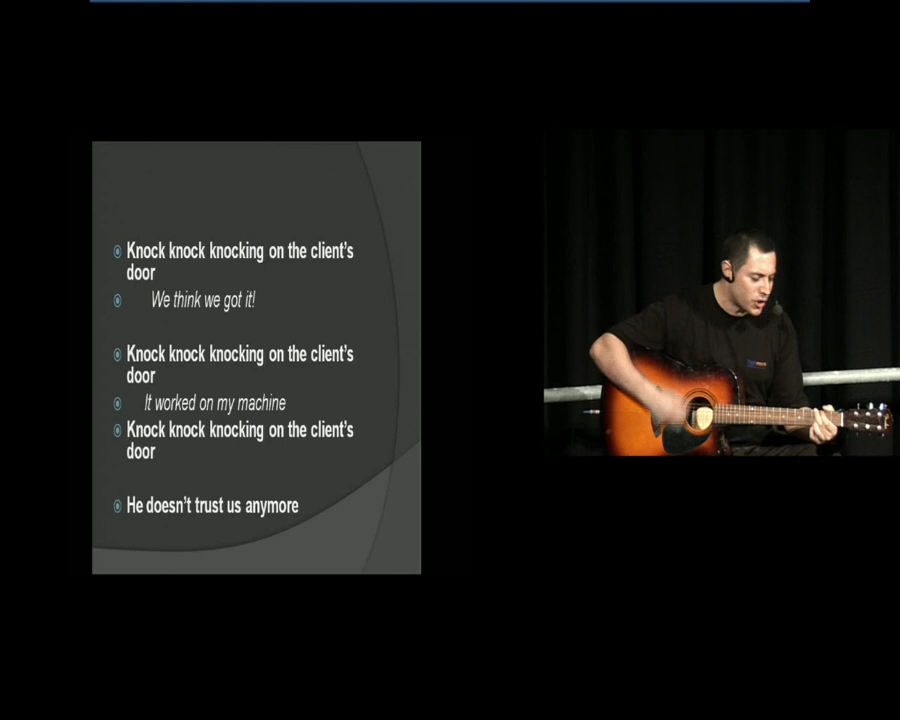 Knock knock knocking on the client's
door
We think we got it!
Knock knock knocking on the client's
door
It worked on my machine
Knock knock knocking on the client's
door
He doesn't trust us anymore